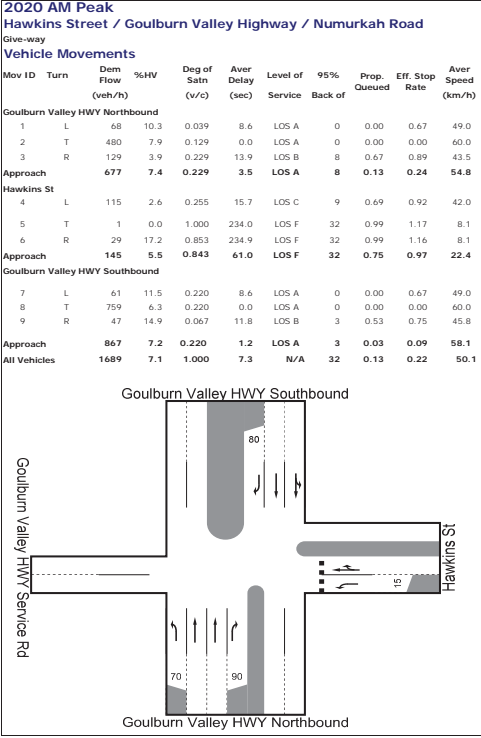 2020 AM Peak
Hawkins Street / Goulburn Valley Highway / Numurkah Road
Give-way
Vehicle Movements
Mov ID Turn Dem Flow (veh/h) %HV Deg of Satn (v/c) Aver Delay (sec) Level of Service 95% Back of Prop. Queued Eff. Stop Rate Aver Speed (km/h)
Goulburn Valley HWY Northbound
1 L 68 10.3 0.039 8.6 LOS A 0 0.00 0.67 49.0
2 T 480 7.9 0.129 0.0 LOS A 0 0.00 0.00 60.0
3 R 129 3.9 0.229 13.9 LOS B 8 0.67 0.89 43.5
Approach 677 7.4 0.229 3.5 LOS A 8 0.13 0.24 54.8
Hawkins St
4 L 115 2.6 0.255 15.7 LOS C 9 0.69 0.92 42.0
5 T 1 0.0 1.000 234.0 LOS F 32 0.99 1.17 8.1
6 R 29 17.2 0.853 234.9 LOS F 32 0.99 1.16 8.1
Approach 145 5.5 0.843 61.0 LOS F 32 0.75 0.97 22.4
Goulburn Valley HWY Southbound
7 L 61 11.5 0.220 8.6 LOS A 0 0.00 0.67 49.0
8 T 759 6.3 0.220 0.0 LOS A 0 0.00 0.00 60.0
9 R 47 14.9 0.067 11.8 LOS B 3 0.53 0.75 45.8
Approach 867 7.2 0.220 1.2 LOS A 3 0.03 0.09 58.1
All Vehicles 1689 7.1 1.000 7.3 N/A 32 0.13 0.22 50.1
Goulburn Valley HWY Southbound
80
Goulburn Valley HWY Service Rd
Hawkins St
15
70
90
Goulburn Valley HWY Northbound